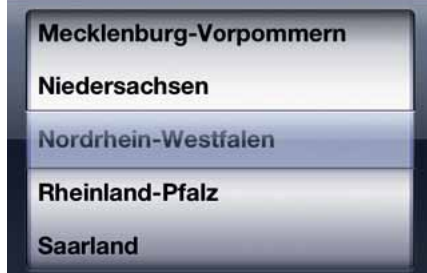 Mecklenburg-Vorpommern
Niedersachsen
Nordrhein-Westfalen
Rheinland-Pfalz
Saarland